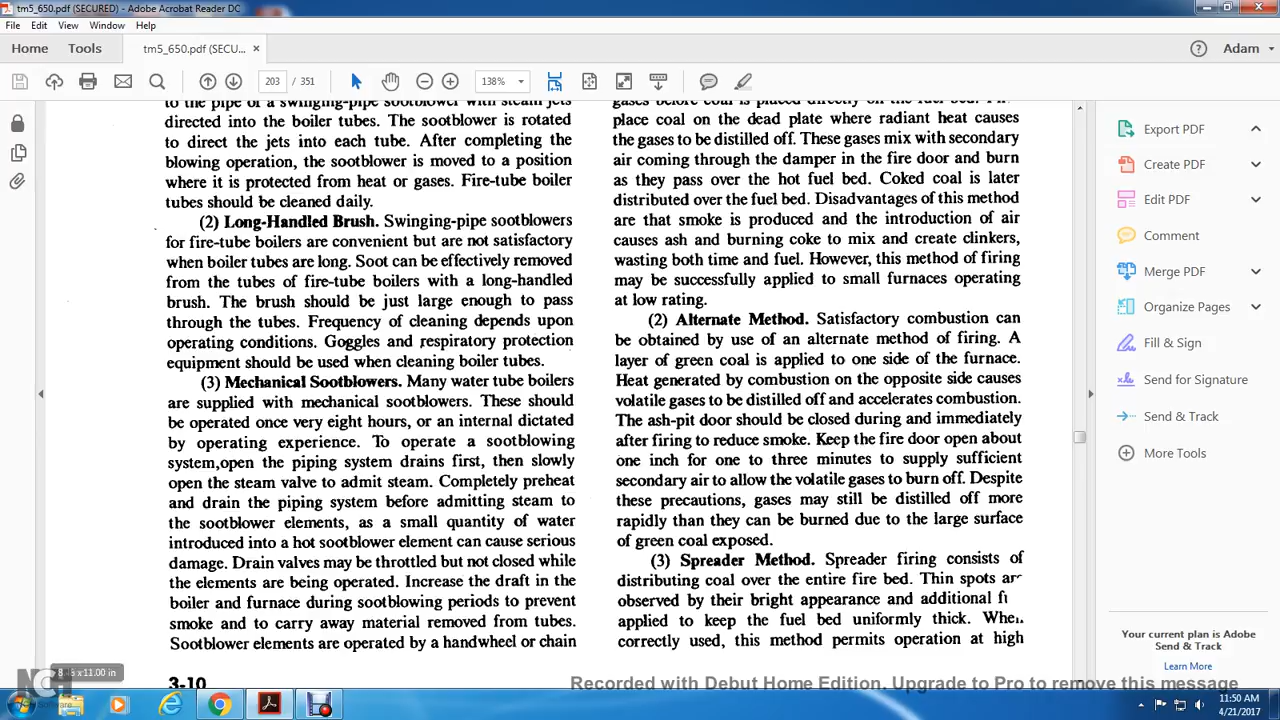 tm5_650.pdf (SECURED) - Adobe Acrobat Reader DC
File Edit View Window Help
Home Tools tm5_650.pdf (SECU... × Adam
203 / 351 138%
to the pipe of a swinging-pipe sootblower with steam jets
directed into the boiler tubes. The sootblower is rotated
to direct the jets into each tube. After completing the
blowing operation, the sootblower is moved to a position
where it is protected from heat or gases. Fire-tube boiler
tubes should be cleaned daily.
(2) Long-Handled Brush. Swinging-pipe sootblowers
for fire-tube boilers are convenient but are not satisfactory
when boiler tubes are long. Soot can be effectively removed
from the tubes of fire-tube boilers with a long-handled
brush. The brush should be just large enough to pass
through the tubes. Frequency of cleaning depends upon
operating conditions. Goggles and respiratory protection
equipment should be used when cleaning boiler tubes.
(3) Mechanical Sootblowers. Many water tube boilers
are supplied with mechanical sootblowers. These should
be operated once very eight hours, or an internal dictated
by operating experience. To operate a sootblowing
system,open the piping system drains first, then slowly
open the steam valve to admit steam. Completely preheat
and drain the piping system before admitting steam to
the sootblower elements, as a small quantity of water
introduced into a hot sootblower element can cause serious
damage. Drain valves may be throttled but not closed while
the elements are being operated. Increase the draft in the
boiler and furnace during sootblowing periods to prevent
smoke and to carry away material removed from tubes.
Sootblower elements are operated by a handwheel or chain
3-10
gases before coal is placed directly on the fuel bed.
place coal on the dead plate where radiant heat causes
the gases to be distilled off. These gases mix with secondary
air coming through the damper in the fire door and burn
as they pass over the hot fuel bed. Coked coal is later
distributed over the fuel bed. Disadvantages of this method
are that smoke is produced and the introduction of air
causes ash and burning coke to mix and create clinkers,
wasting both time and fuel. However, this method of firing
may be successfully applied to small furnaces operating
at low rating.
(2) Alternate Method. Satisfactory combustion can
be obtained by use of an alternate method of firing. A
layer of green coal is applied to one side of the furnace.
Heat generated by combustion on the opposite side causes
volatile gases to be distilled off and accelerates combustion.
The ash-pit door should be closed during and immediately
after firing to reduce smoke. Keep the fire door open about
one inch for one to three minutes to supply sufficient
secondary air to allow the volatile gases to burn off. Despite
these precautions, gases may still be distilled off more
rapidly than they can be burned due to the large surface
of green coal exposed.
(3) Spreader Method. Spreader firing consists of
distributing coal over the entire fire bed. Thin spots are
observed by their bright appearance and additional
applied to keep the fuel bed uniformly thick. When
correctly used, this method permits operation at high
Export PDF
Create PDF
Edit PDF
Comment
Merge PDF
Organize Pages
Fill & Sign
Send for Signature
Send & Track
More Tools
Your current plan is Adobe
Send & Track
Learn More
x 11.00 in
NCH Software
Recorded with Debut Home Edition. Upgrade to Pro to remove this message
11:50 AM
4/21/2017